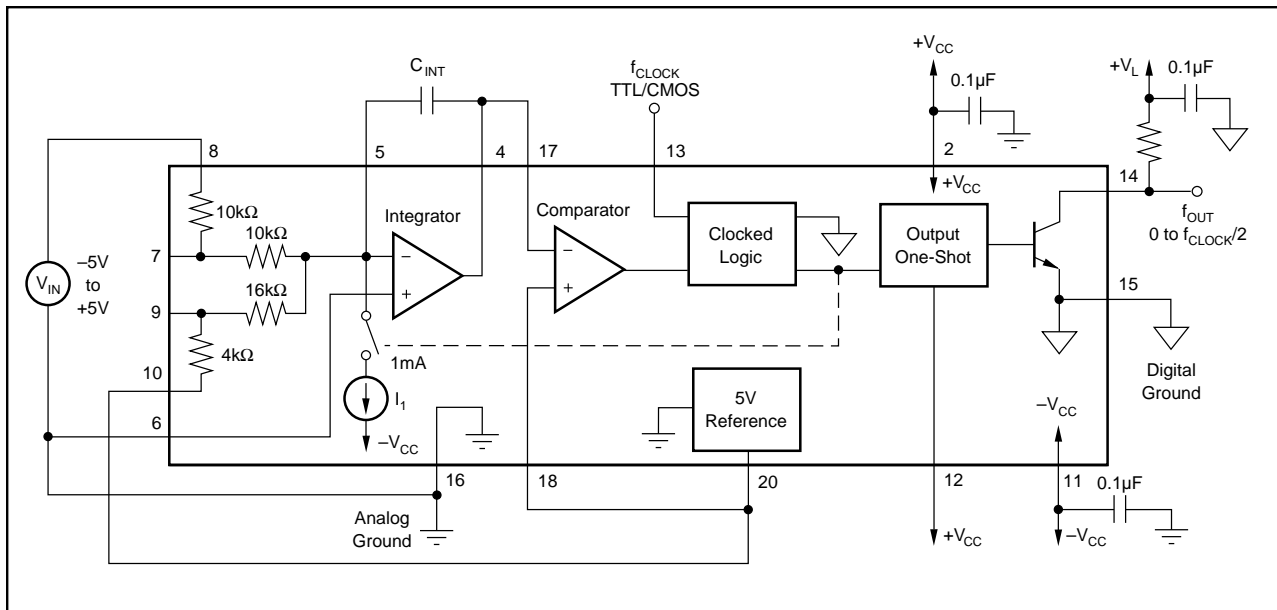 +V_CC
C_INT
f_CLOCK
TTL/CMOS
0.1µF
+V_L
0.1µF
8
5
4
17
13
2
14
+V_CC
10kΩ
Integrator
Comparator
Clocked
Logic
Output
One-Shot
f_OUT
0 to f_CLOCK/2
7
10kΩ
–
–
V_IN
–5V
to
+5V
16kΩ
+
+
9
15
4kΩ
1mA
10
I_1
5V
Reference
Digital
Ground
6
–V_CC
–V_CC
16
18
20
12
11
0.1µF
Analog
Ground
+V_CC
–V_CC